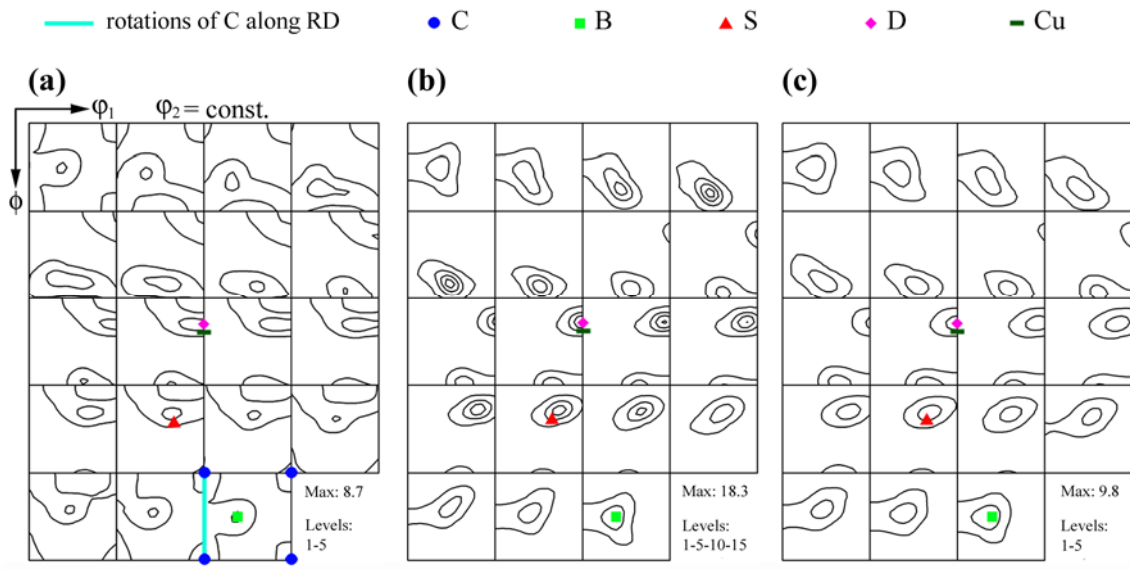 rotations of C along RD C B S D Cu
(a) (b) (c)
φ₁ φ₂ = const.
ϕ
Max: 8.7 Max: 18.3 Max: 9.8
Levels: Levels: Levels:
1-5 1-5-10-15 1-5